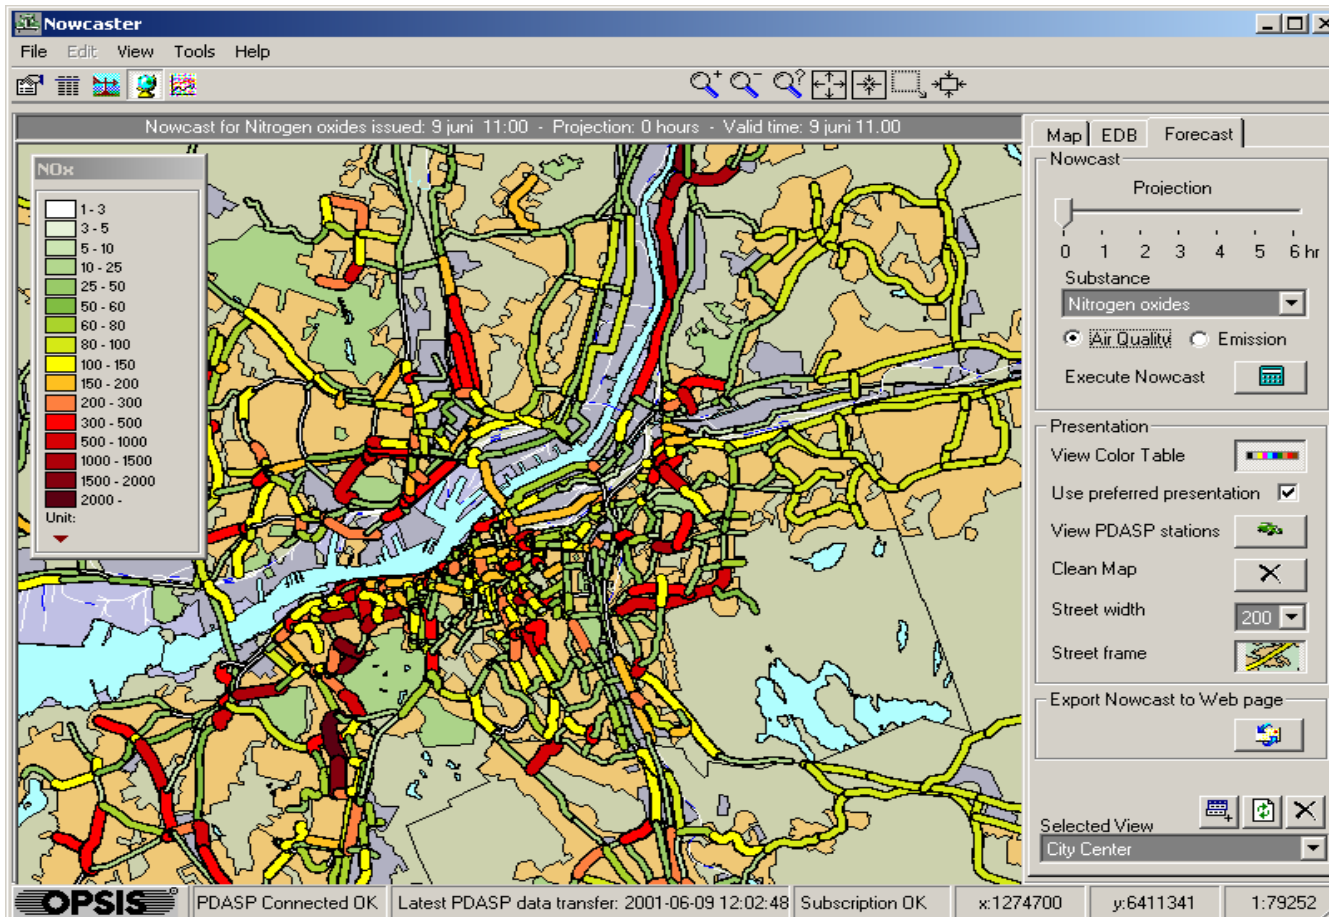 Nowcaster
File Edit View Tools Help
Nowcast for Nitrogen oxides issued: 9 juni 11:00 - Projection: 0 hours - Valid time: 9 juni 11.00
NOx
1 - 3
3 - 5
5 - 10
10 - 25
25 - 50
50 - 60
60 - 80
80 - 100
100 - 150
150 - 200
200 - 300
300 - 500
500 - 1000
1000 - 1500
1500 - 2000
2000 -
Unit:
Map EDB Forecast
Nowcast
Projection
0 1 2 3 4 5 6 hr
Substance
Nitrogen oxides
Air Quality Emission
Execute Nowcast
Presentation
View Color Table
Use preferred presentation
View PDASP stations
Clean Map
Street width 200
Street frame
Export Nowcast to Web page
Selected View
City Center
OPSIS PDASP Connected OK Latest PDASP data transfer: 2001-06-09 12:02:48 Subscription OK x:1274700 y:6411341 1:79252